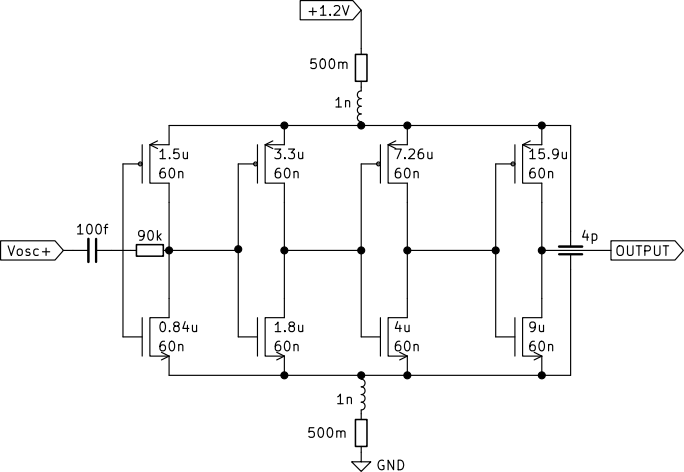 +1.2V
500m
1n
1.5u
60n
3.3u
60n
7.26u
60n
15.9u
60n
Vosc+
100f
90k
4p
OUTPUT
0.84u
60n
1.8u
60n
4u
60n
9u
60n
1n
500m
GND